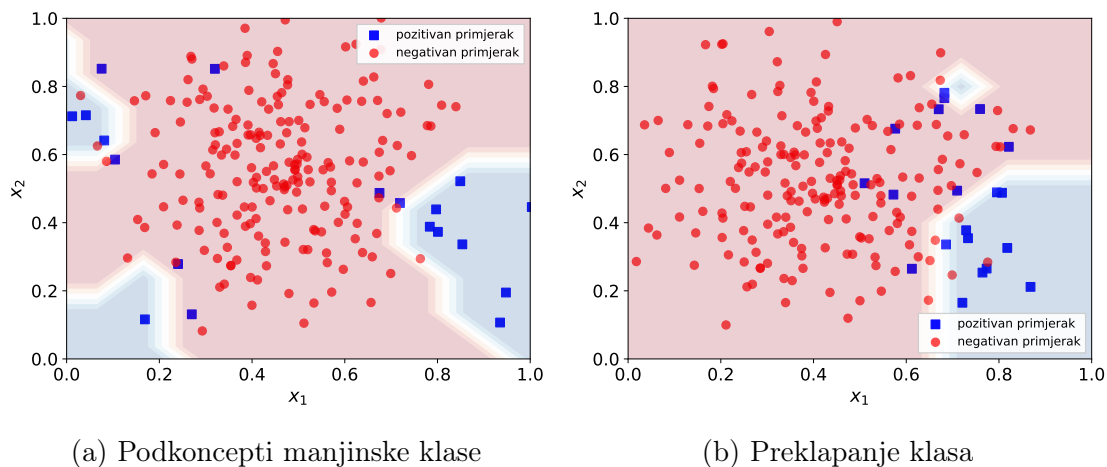 1.0
0.8
0.6
0.4
0.2
0.0
x2
0.0 0.2 0.4 0.6 0.8 1.0
x1
pozitivan primjerak
negativan primjerak
(a) Podkoncepti manjinske klase
1.0
0.8
0.6
0.4
0.2
0.0
x2
0.0 0.2 0.4 0.6 0.8 1.0
x1
pozitivan primjerak
negativan primjerak
(b) Preklapanje klasa